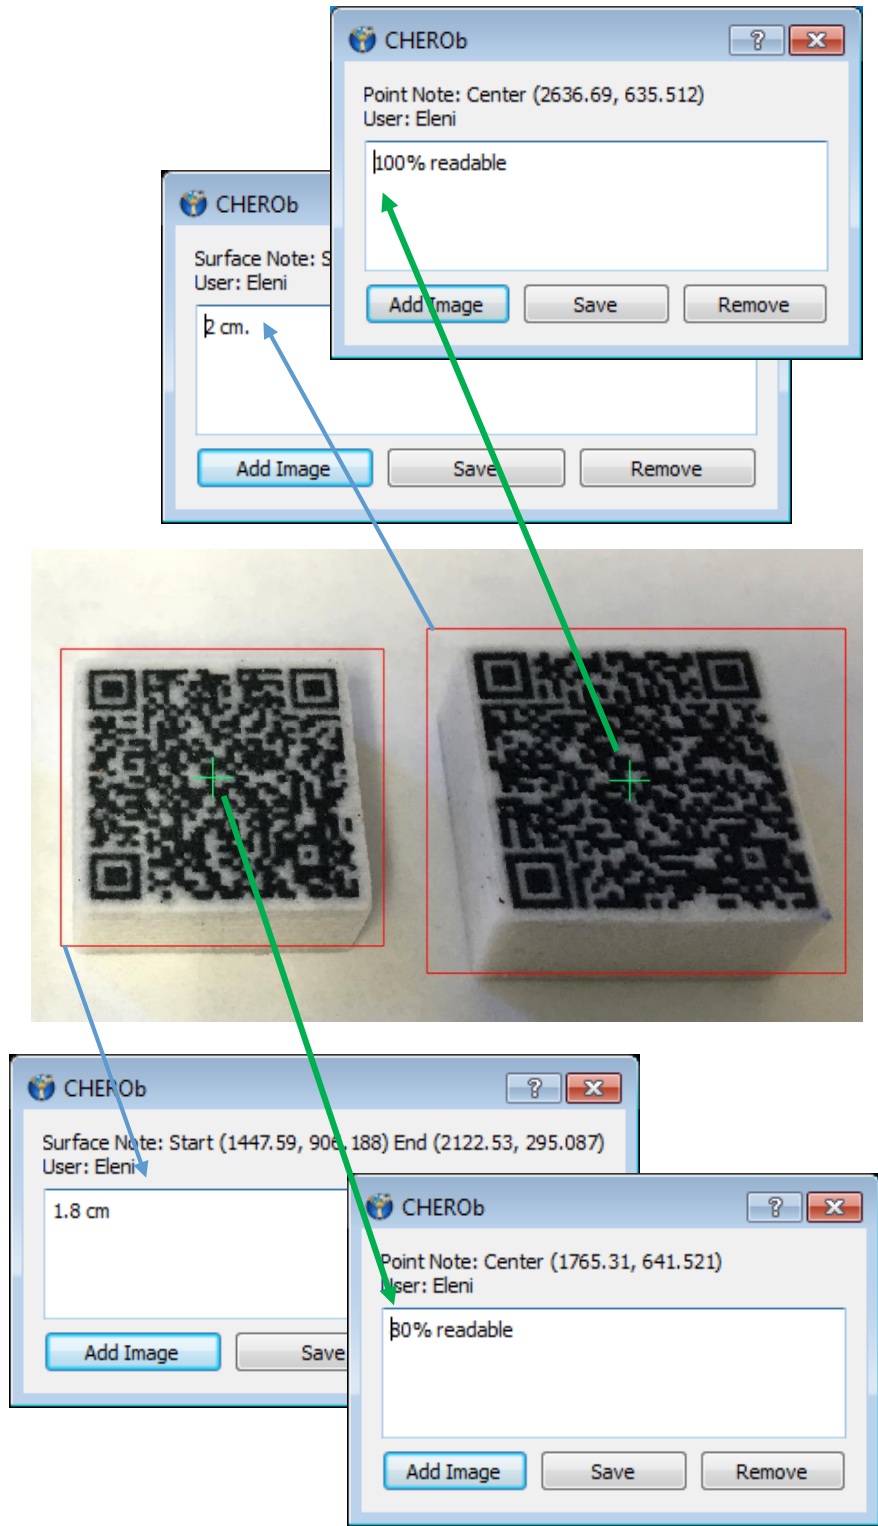 CHEROb
Point Note: Center (2636.69, 635.512)
User: Eleni
100% readable
Add Image Save Remove
CHEROb
Surface Note: S
User: Eleni
2 cm.
Add Image Save Remove
CHEROb
Surface Note: Start (1447.59, 906.188) End (2122.53, 295.087)
User: Eleni
1.8 cm
Add Image Save
CHEROb
Point Note: Center (1765.31, 641.521)
User: Eleni
80% readable
Add Image Save Remove